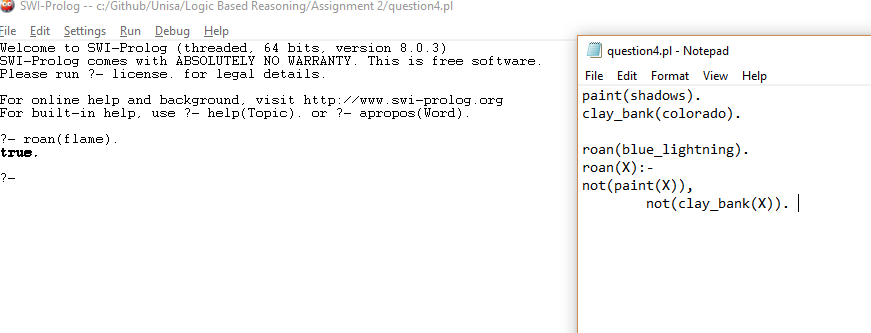 SWI-Prolog -- c:/Github/Unisa/Logic Based Reasoning/Assignment 2/question4.pl
File Edit Settings Run Debug Help
Welcome to SWI-Prolog (threaded, 64 bits, version 8.0.3)
SWI-Prolog comes with ABSOLUTELY NO WARRANTY. This is free software.
Please run ?- license. for legal details.
For online help and background, visit http://www.swi-prolog.org
For built-in help, use ?- help(Topic). or ?- apropos(Word).
?- roan(flame).
true.
?-
question4.pl - Notepad
File Edit Format View Help
paint(shadows).
clay_bank(colorado).
roan(blue_lightning).
roan(X):-
not(paint(X)),
not(clay_bank(X)).